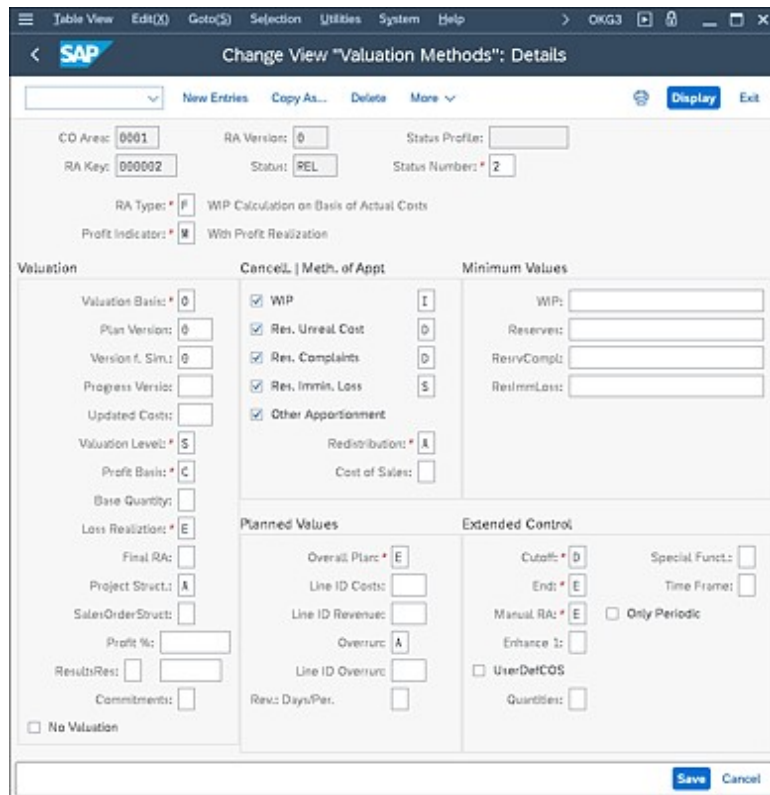 Table View Edit(X) Goto(S) Selection Utilities System Help > OKG3
< SAP Change View "Valuation Methods": Details
New Entries Copy As... Delete More Display Exit
CO Area: 0001 RA Version: 0 Status Profile:
RA Key: 000002 Status: REL Status Number: * 2
RA Type: * F WIP Calculation on Basis of Actual Costs
Profit Indicator: * M With Profit Realization
Valuation Cancell. | Meth. of Appt Minimum Values
Valuation Basis: * O WIP I WIP:
Plan Version: 0 Res. Unreal Cost D Reserves:
Version f. Sim.: 0 Res. Complaints D ResrvCompl:
Progress Versio: Res. Immin. Loss S ResImmLoss:
Updated Costs: Other Apportionment
Valuation Level: * S Redistribution: * A
Profit Basis: * C Cost of Sales:
Base Quantity:
Loss Realiztion: * E Planned Values Extended Control
Final RA: Overall Plan: * E Cutoff: * D Special Funct.:
Project Struct.: A Line ID Costs: End: * E Time Frame:
SalesOrderStruct: Line ID Revenue: Manual RA: * E Only Periodic
Profit %: Overrun: A Enhance 1:
ResultsRes: Line ID Overrun: UserDefCOS
Commitments: Rev.: Days/Per. Quantities:
No Valuation
Save Cancel